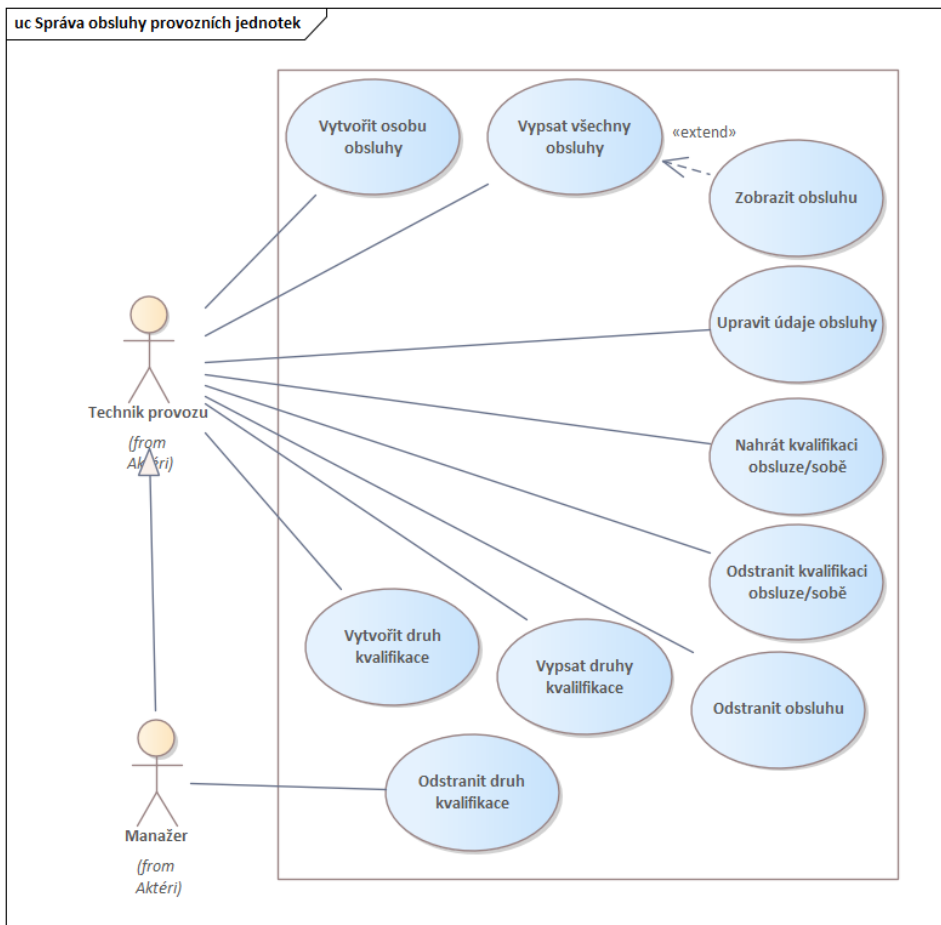 uc Správa obsluhy provozních jednotek
Vytvořit osobu
obsluhy
Vypsat všechny
obsluhy
«extend»
Zobrazit obsluhu
Upravit údaje obsluhy
Technik provozu
(from
Aktéři)
Nahrát kvalifikaci
obsluze/sobě
Odstranit kvalifikaci
obsluze/sobě
Vytvořit druh
kvalifikace
Vypsat druhy
kvalilfikace
Odstranit obsluhu
Odstranit druh
kvalifikace
Manažer
(from
Aktéři)